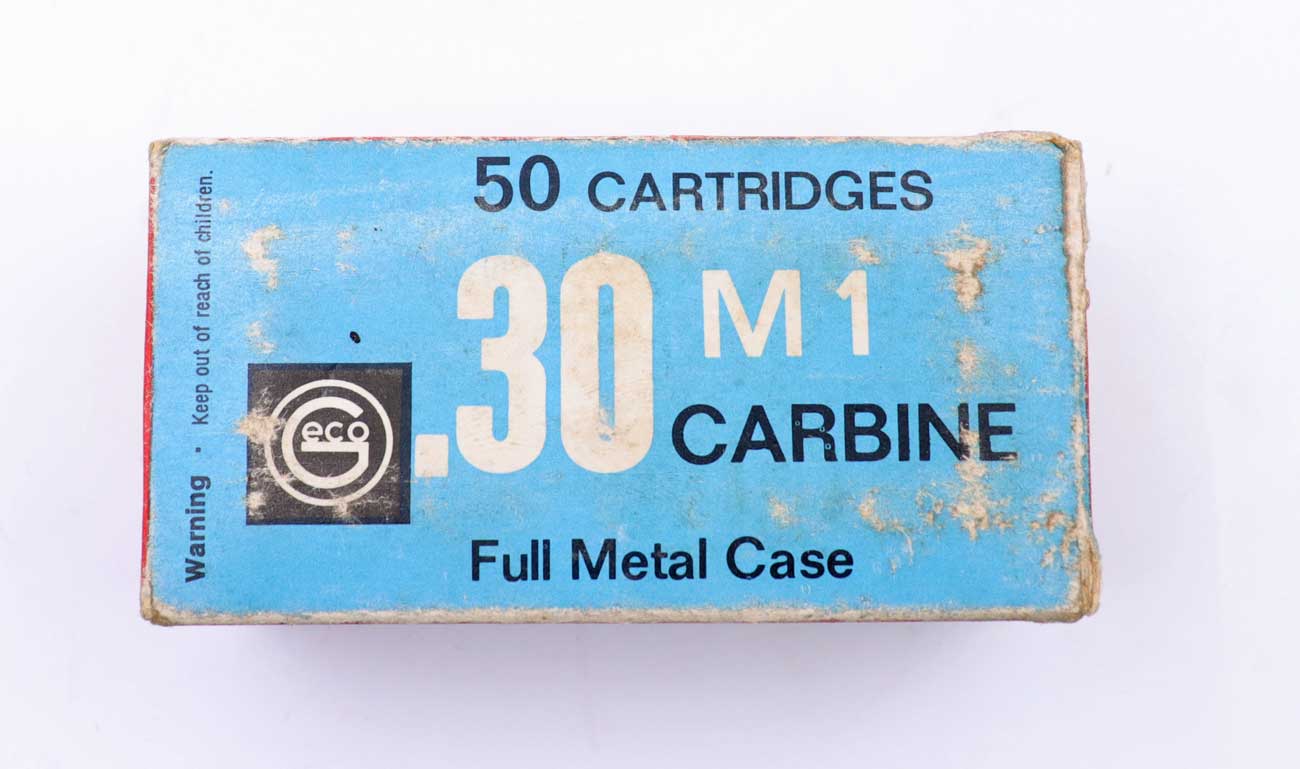 50 CARTRIDGES
.30 M1
CARBINE
Geco
Full Metal Case
Warning · Keep out of reach of children.